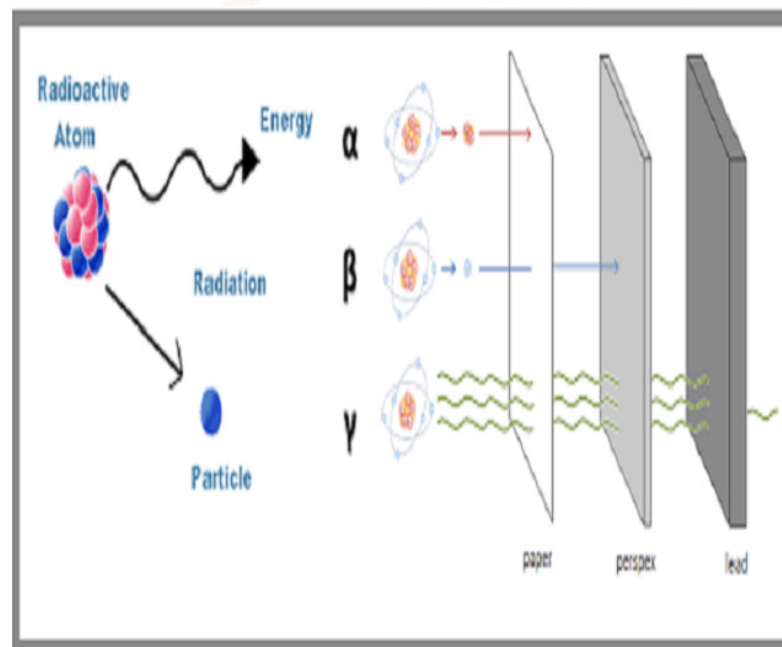 Radioactive
Atom
Energy
Radiation
Particle
α
β
γ
paper
perspex
lead